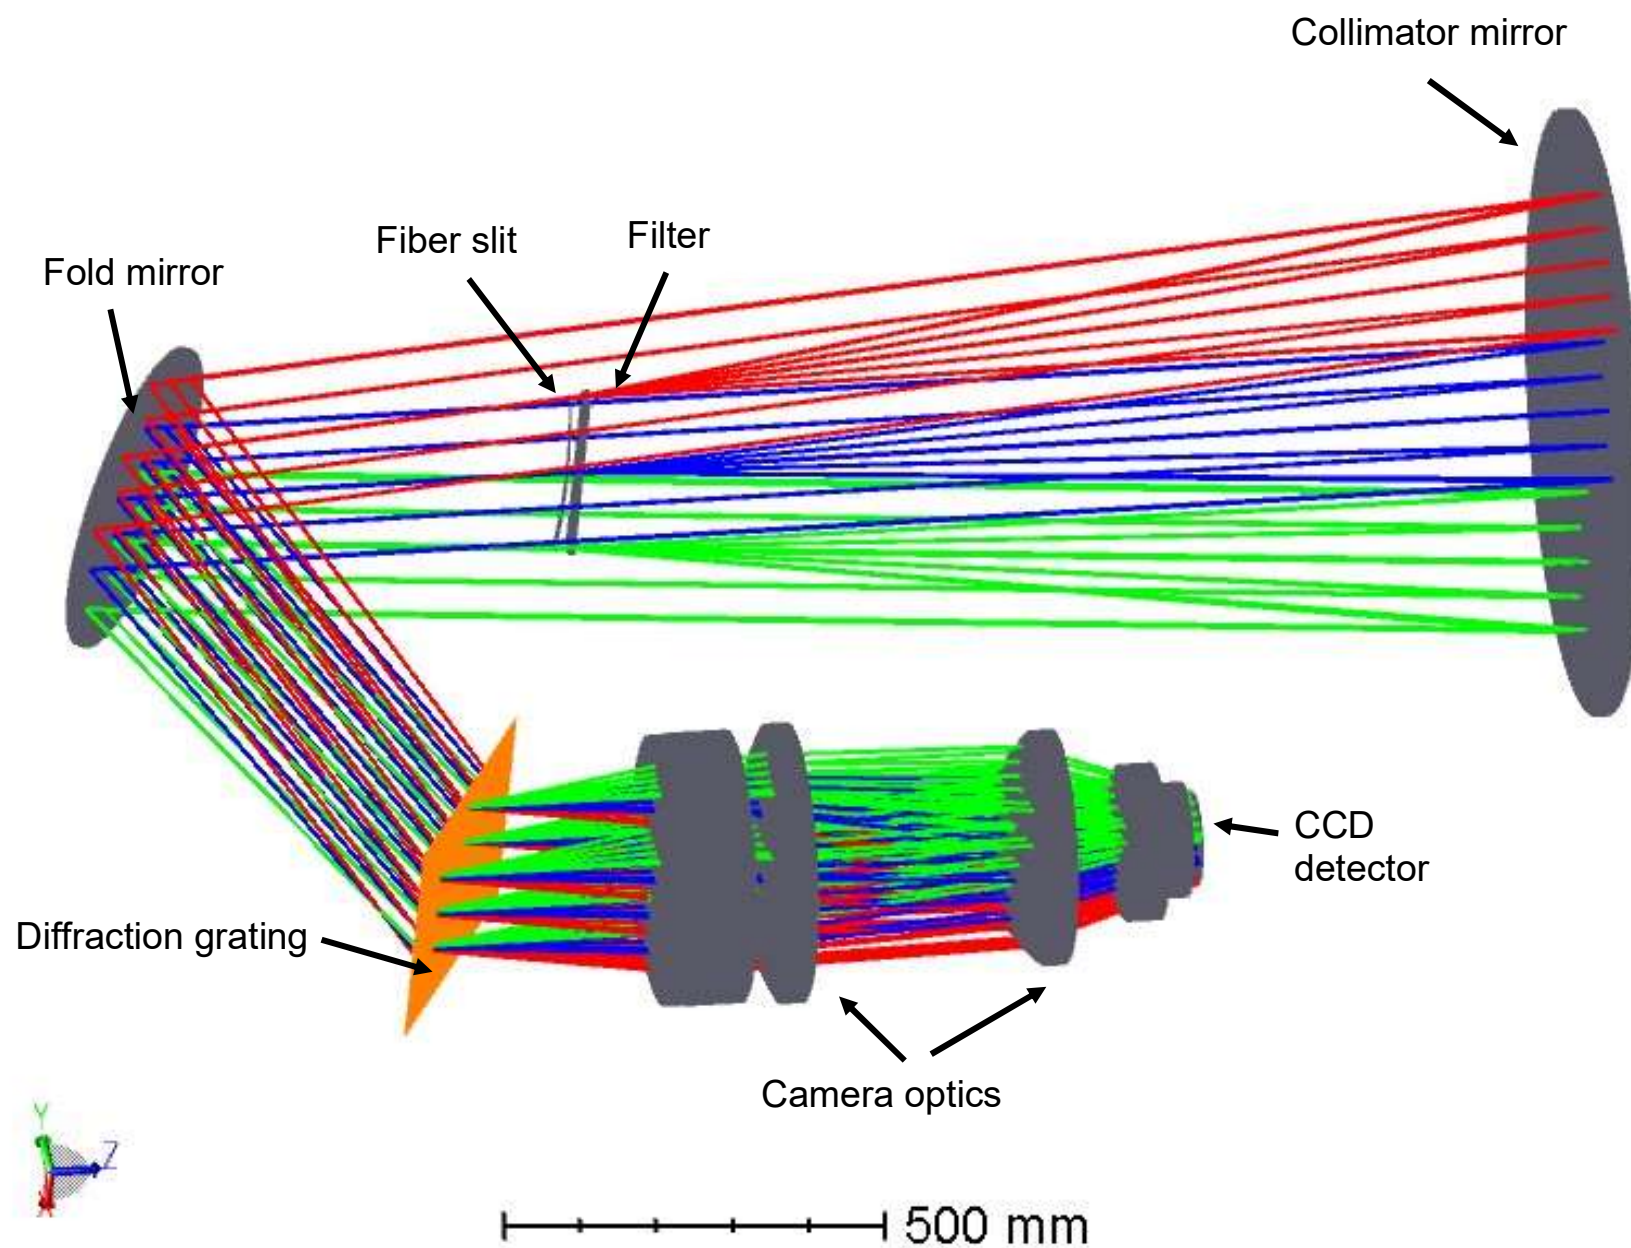 Collimator mirror
Fiber slit
Filter
Fold mirror
CCD
detector
Diffraction grating
Camera optics
Y
Z
X
500 mm